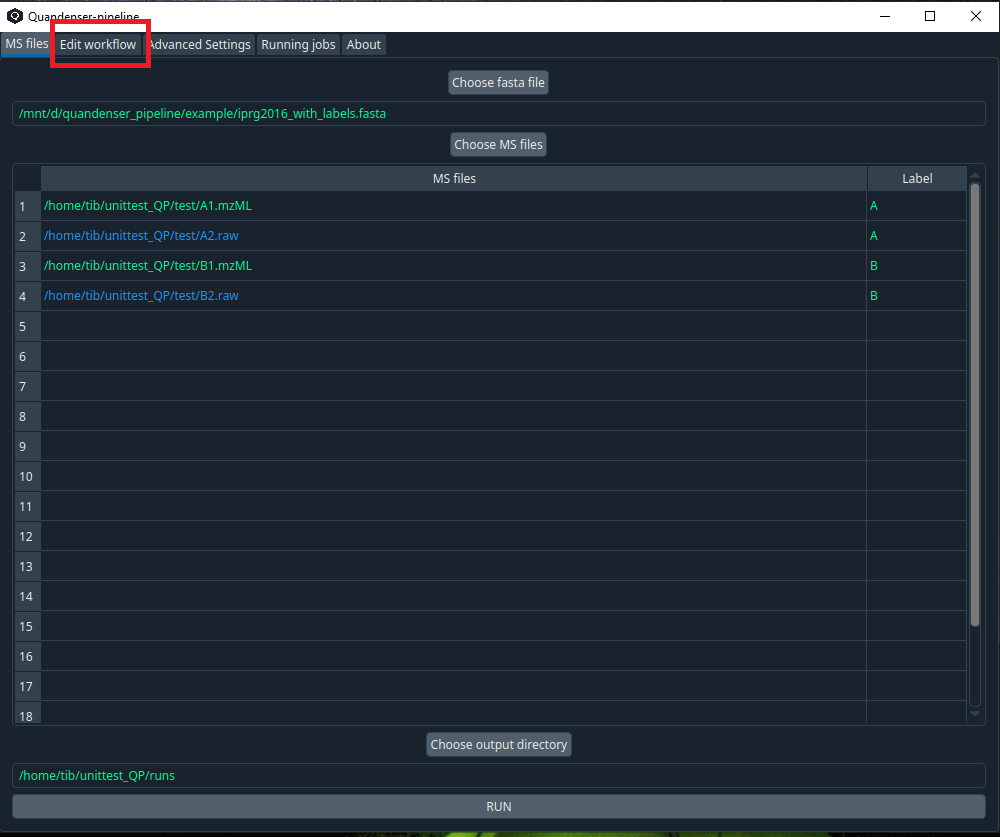 Quandenser-pipeline
MS files Edit workflow Advanced Settings Running jobs About
Choose fasta file
/mnt/d/quandenser_pipeline/example/iprg2016_with_labels.fasta
Choose MS files
MS files Label
1 /home/tib/unittest_QP/test/A1.mzML A
2 /home/tib/unittest_QP/test/A2.raw A
3 /home/tib/unittest_QP/test/B1.mzML B
4 /home/tib/unittest_QP/test/B2.raw B
5
6
7
8
9
10
11
12
13
14
15
16
17
18
Choose output directory
/home/tib/unittest_QP/runs
RUN